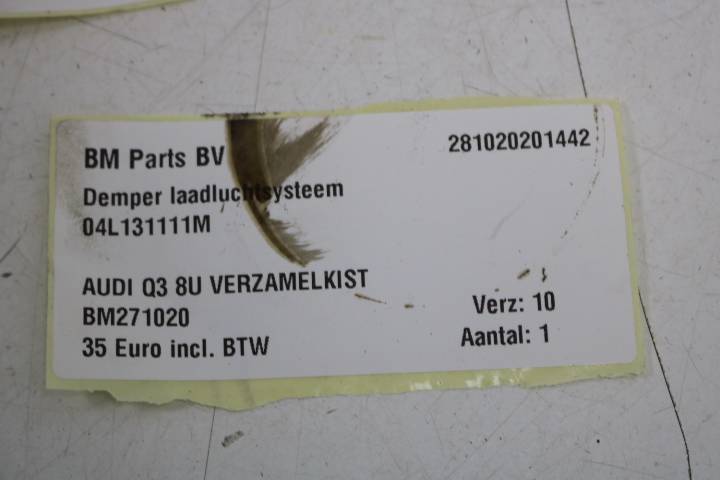 BM Parts BV
281020201442
Demper laadluchtsysteem
04L131111M
AUDI Q3 8U VERZAMELKIST
BM271020
Verz: 10
35 Euro incl. BTW
Aantal: 1